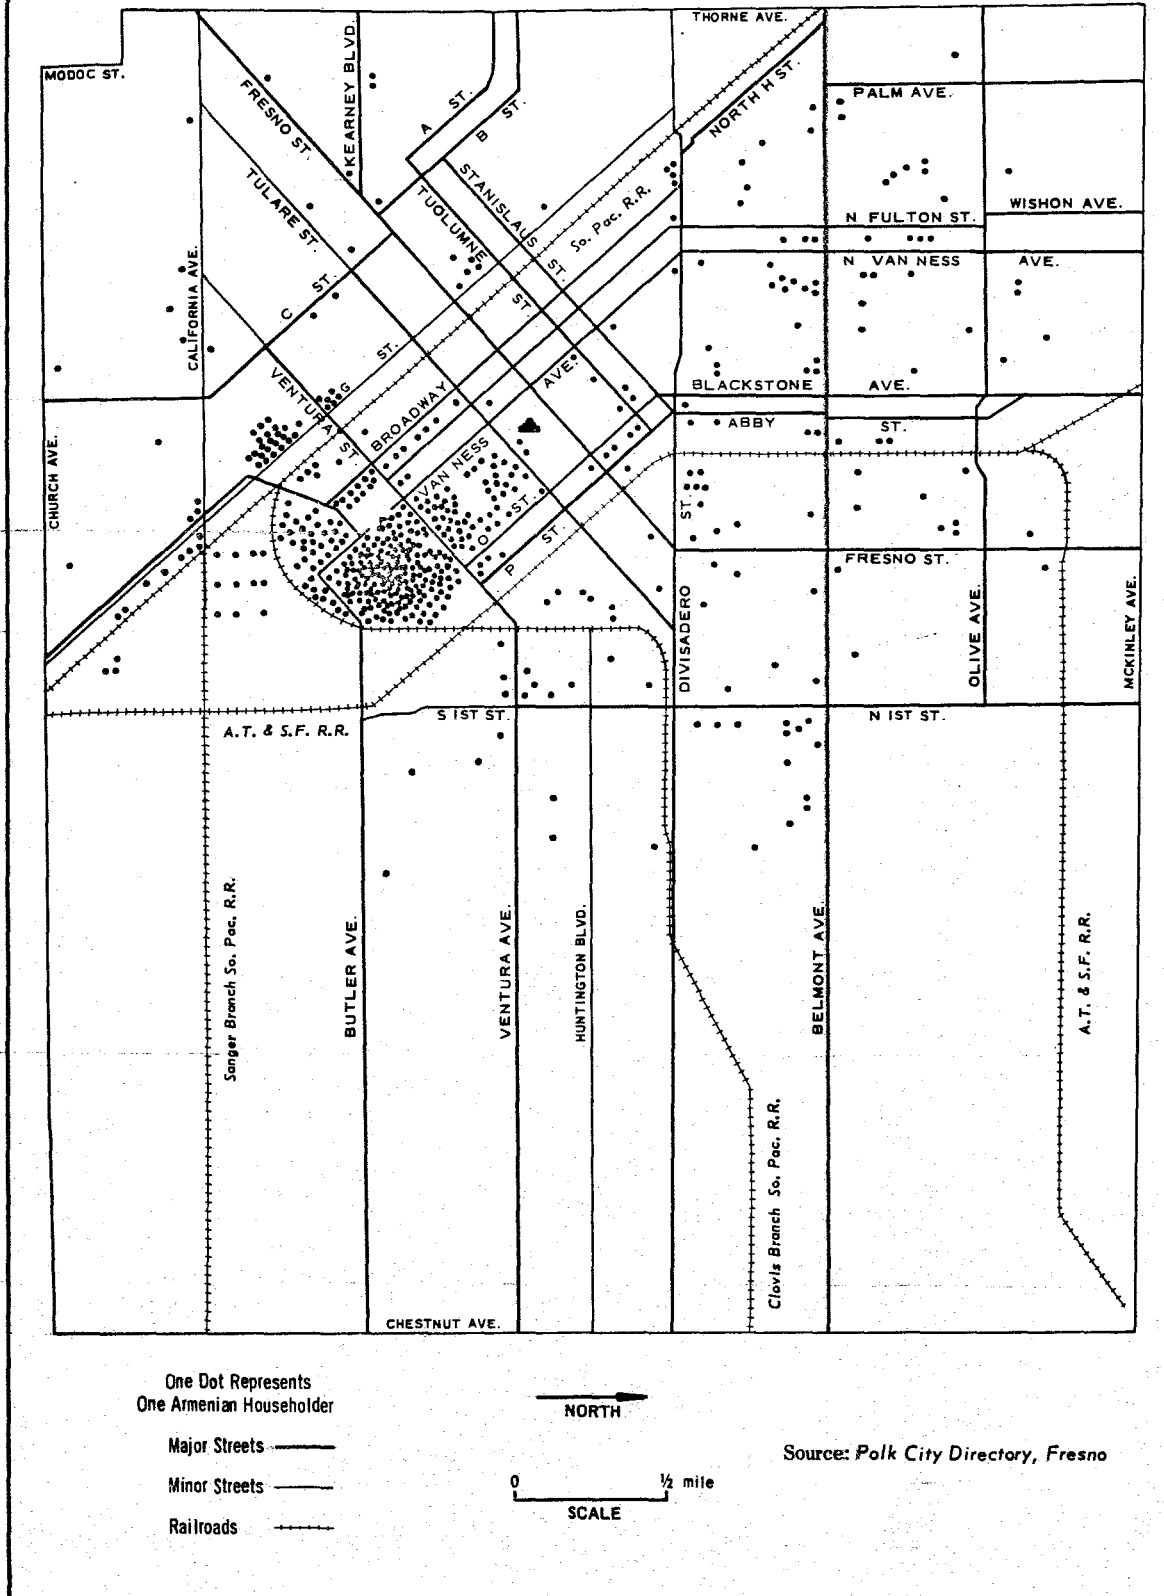 THORNE AVE.
MODOC ST.
KEARNEY BLVD.
FRESNO ST.
A ST.
B ST.
NORTH H ST.
PALM AVE.
TULARE ST.
TUOLUMNE ST.
STANISLAUS ST.
So. Pac. R.R.
WISHON AVE.
N FULTON ST.
N VAN NESS AVE.
CALIFORNIA AVE.
C ST.
G ST.
VENTURA ST.
BROADWAY
AVE.
VAN NESS
BLACKSTONE AVE.
ABBY ST.
CHURCH AVE.
O ST.
P ST.
DIVISADERO ST.
FRESNO ST.
OLIVE AVE.
MCKINLEY AVE.
S 1ST ST.
N 1ST ST.
A.T. & S.F. R.R.
Sanger Branch So. Pac. R.R.
BUTLER AVE.
VENTURA AVE.
HUNTINGTON BLVD.
BELMONT AVE.
A.T. & S.F. R.R.
Clovis Branch So. Pac. R.R.
CHESTNUT AVE.
One Dot Represents
One Armenian Householder
Major Streets
Minor Streets
Railroads
NORTH
0 ½ mile
SCALE
Source: Polk City Directory, Fresno